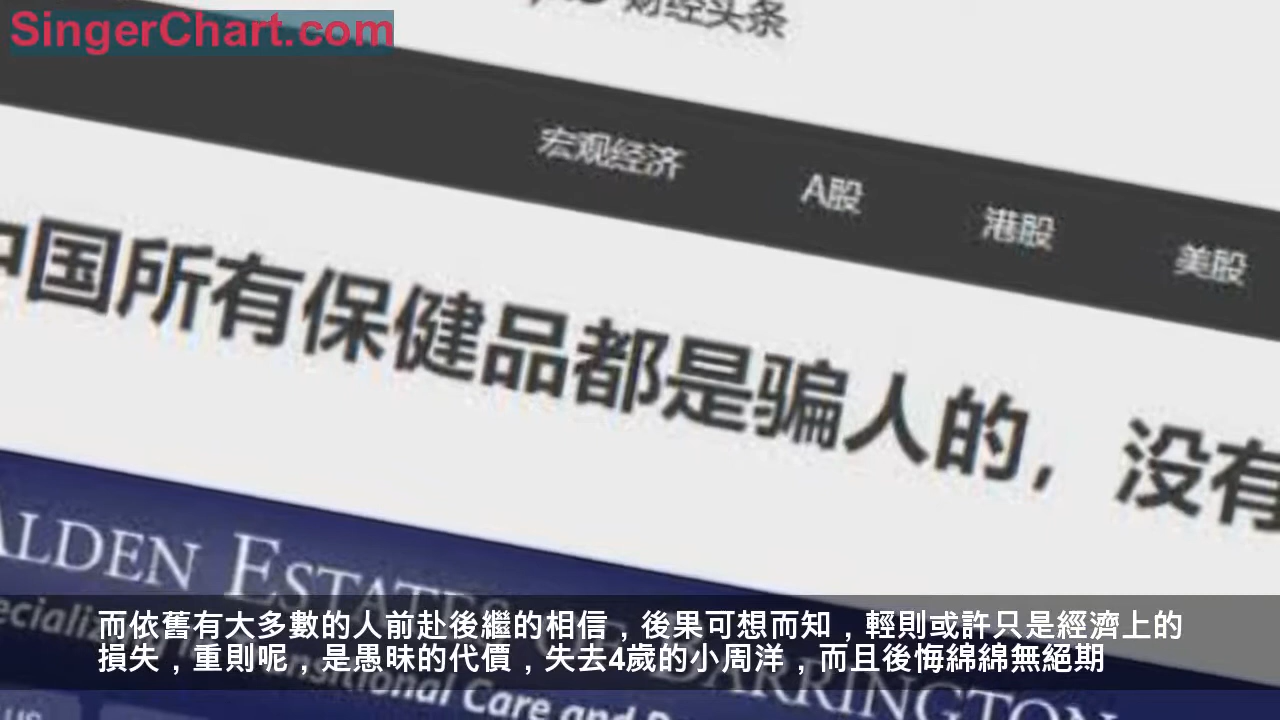 SingerChart.com
财经头条
宏观经济 A股 港股 美股
中国所有保健品都是骗人的，没有
ALDEN ESTATES
而依舊有大多數的人前赴後繼的相信，後果可想而知，輕則或許只是經濟上的
損失，重則呢，是愚昧的代價，失去4歲的小周洋，而且後悔綿綿無絕期
Transitional Care and
DARRINGTON